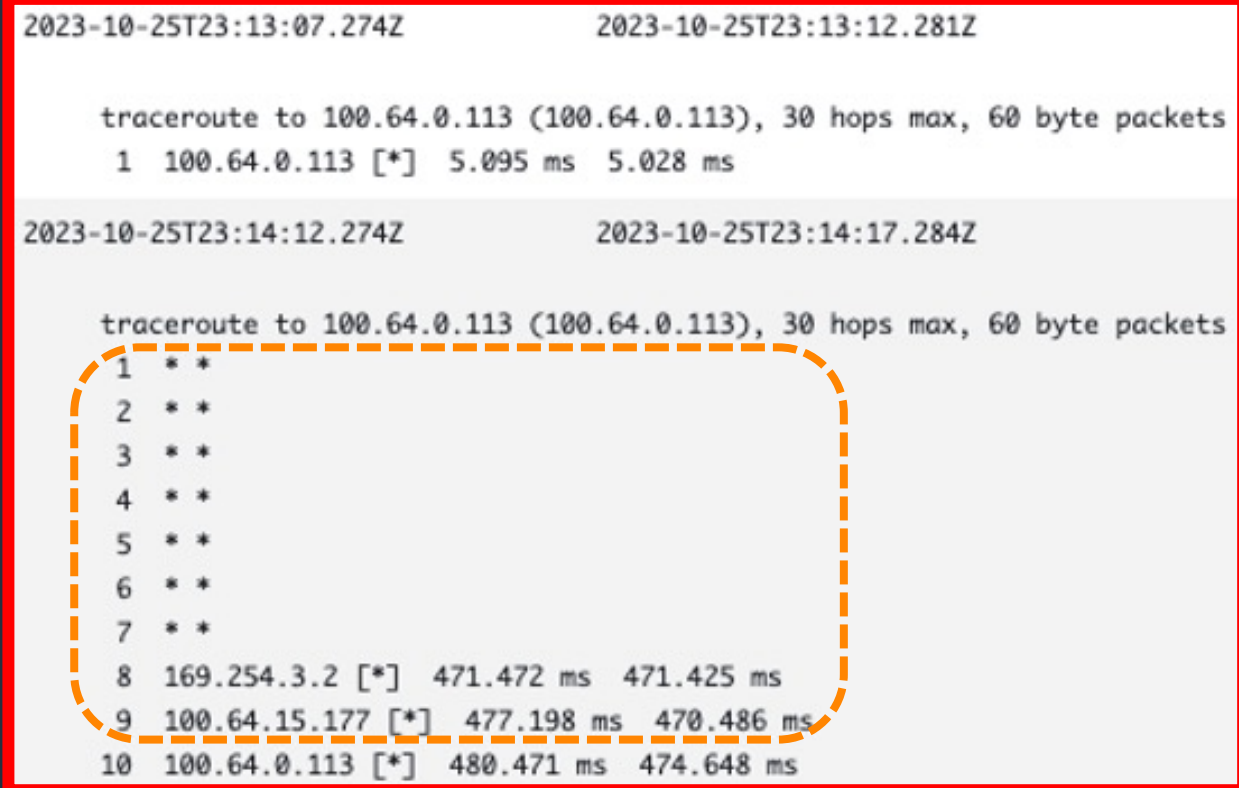 2023-10-25T23:13:07.274Z 2023-10-25T23:13:12.281Z
traceroute to 100.64.0.113 (100.64.0.113), 30 hops max, 60 byte packets
1 100.64.0.113 [*] 5.095 ms 5.028 ms
2023-10-25T23:14:12.274Z 2023-10-25T23:14:17.284Z
traceroute to 100.64.0.113 (100.64.0.113), 30 hops max, 60 byte packets
1 * *
2 * *
3 * *
4 * *
5 * *
6 * *
7 * *
8 169.254.3.2 [*] 471.472 ms 471.425 ms
9 100.64.15.177 [*] 477.198 ms 470.486 ms
10 100.64.0.113 [*] 480.471 ms 474.648 ms